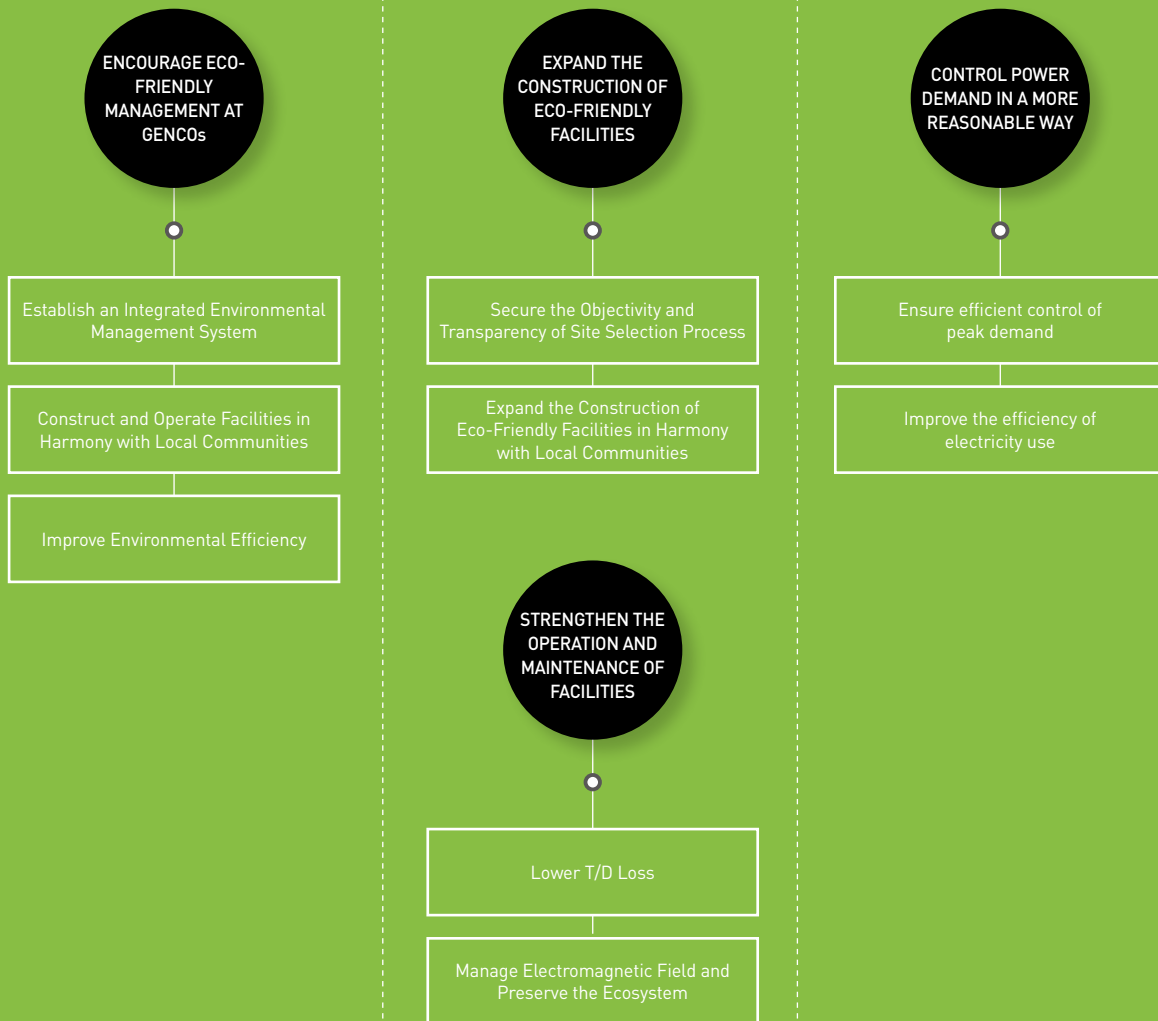 ENCOURAGE ECO-
FRIENDLY
MANAGEMENT AT
GENCOs
Establish an Integrated Environmental
Management System
Construct and Operate Facilities in
Harmony with Local Communities
Improve Environmental Efficiency
EXPAND THE
CONSTRUCTION OF
ECO-FRIENDLY
FACILITIES
Secure the Objectivity and
Transparency of Site Selection Process
Expand the Construction of
Eco-Friendly Facilities in Harmony
with Local Communities
STRENGTHEN THE
OPERATION AND
MAINTENANCE OF
FACILITIES
Lower T/D Loss
Manage Electromagnetic Field and
Preserve the Ecosystem
CONTROL POWER
DEMAND IN A MORE
REASONABLE WAY
Ensure efficient control of
peak demand
Improve the efficiency of
electricity use